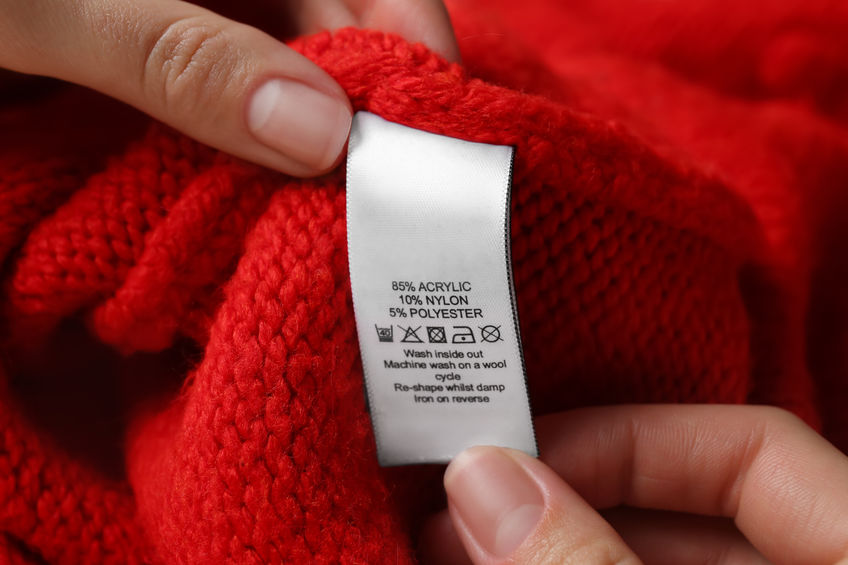 85% ACRYLIC
10% NYLON
5% POLYESTER
40
Wash inside out
Machine wash on a wool
cycle
Re-shape whilst damp
Iron on reverse